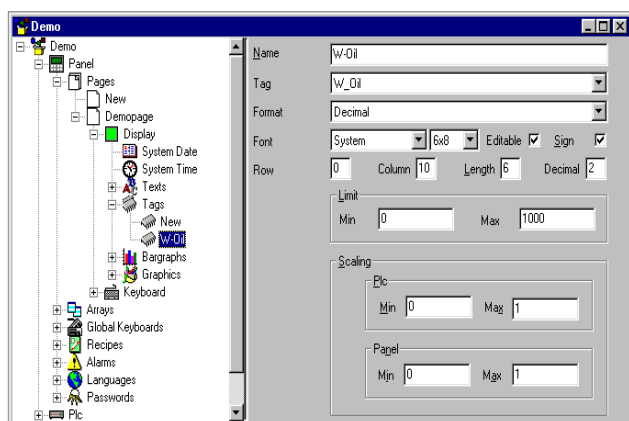 Demo
Demo
Panel
Pages
New
Demopage
Display
System Date
System Time
Texts
Tags
New
W-Oil
Bargraphs
Graphics
Keyboard
Arrays
Global Keyboards
Recipes
Alarms
Languages
Passwords
Plc
Name W-Oil
Tag W_Oil
Format Decimal
Font System 6x8 Editable Sign
Row 0 Column 10 Length 6 Decimal 2
Limit
Min 0 Max 1000
Scaling
Plc
Min 0 Max 1
Panel
Min 0 Max 1